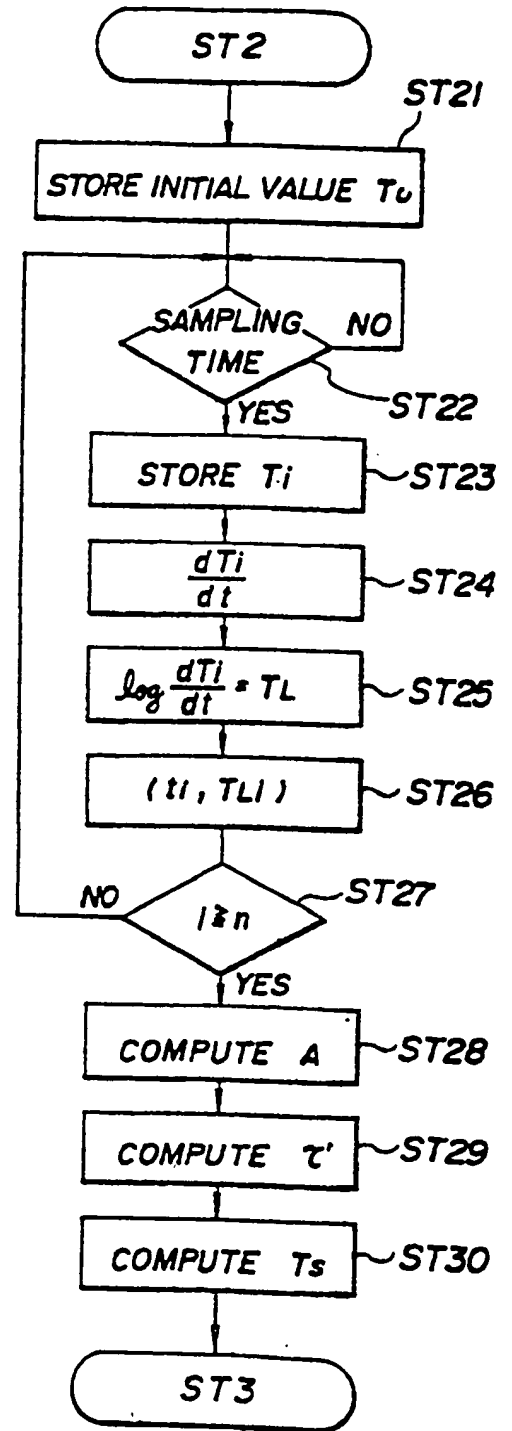 ST2
ST21
STORE INITIAL VALUE To
SAMPLING
TIME
NO
ST22
YES
STORE Ti
ST23
dTi
dt
ST24
log dTi/dt = TL
ST25
(ti, TLi)
ST26
NO
i ≧ n
ST27
YES
COMPUTE A
ST28
COMPUTE τ'
ST29
COMPUTE Ts
ST30
ST3